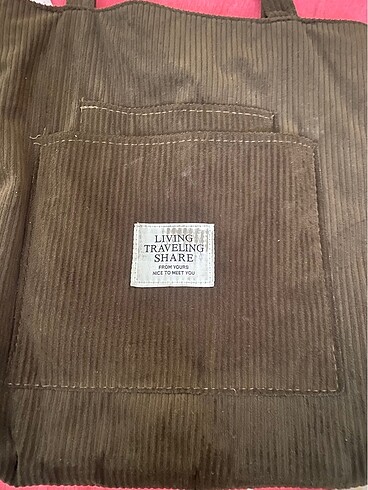 LIVING
TRAVELING
SHARE
FROM YOURS
NICE TO MEET YOU